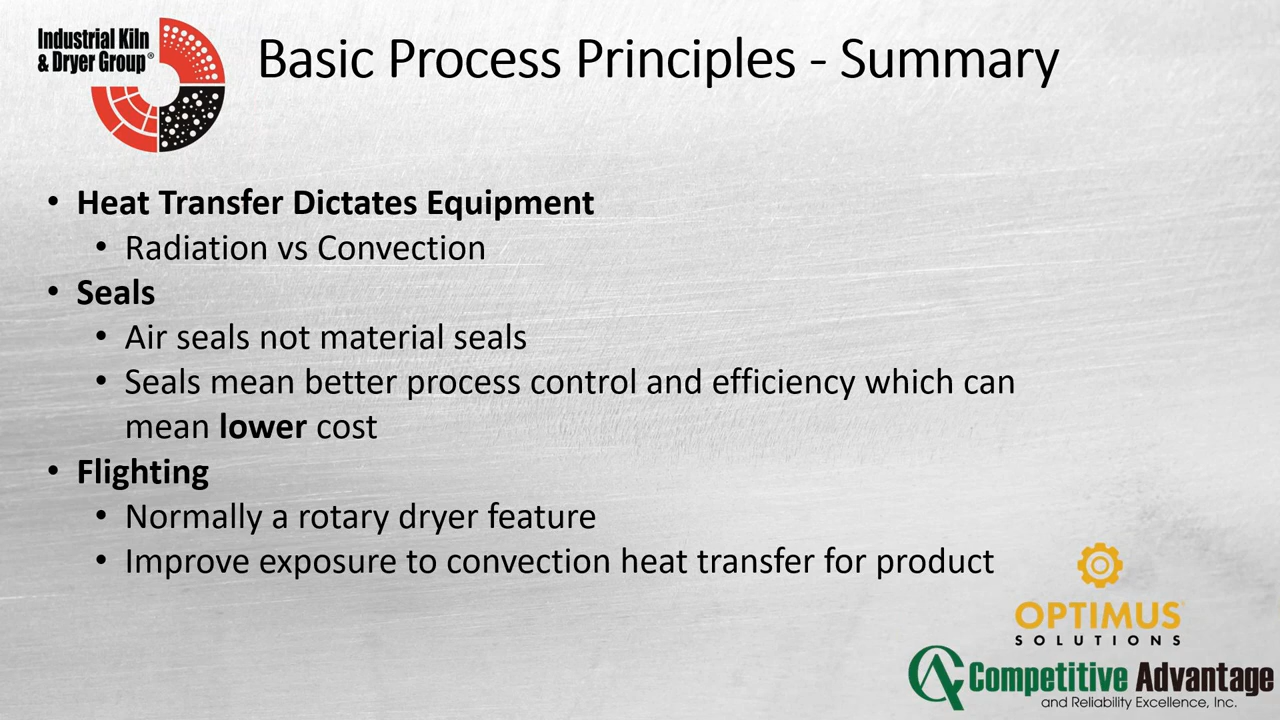 Industrial Kiln
& Dryer Group®
Basic Process Principles - Summary
• Heat Transfer Dictates Equipment
• Radiation vs Convection
• Seals
• Air seals not material seals
• Seals mean better process control and efficiency which can
mean lower cost
• Flighting
• Normally a rotary dryer feature
• Improve exposure to convection heat transfer for product
OPTIMUS
SOLUTIONS
Competitive Advantage
and Reliability Excellence, Inc.